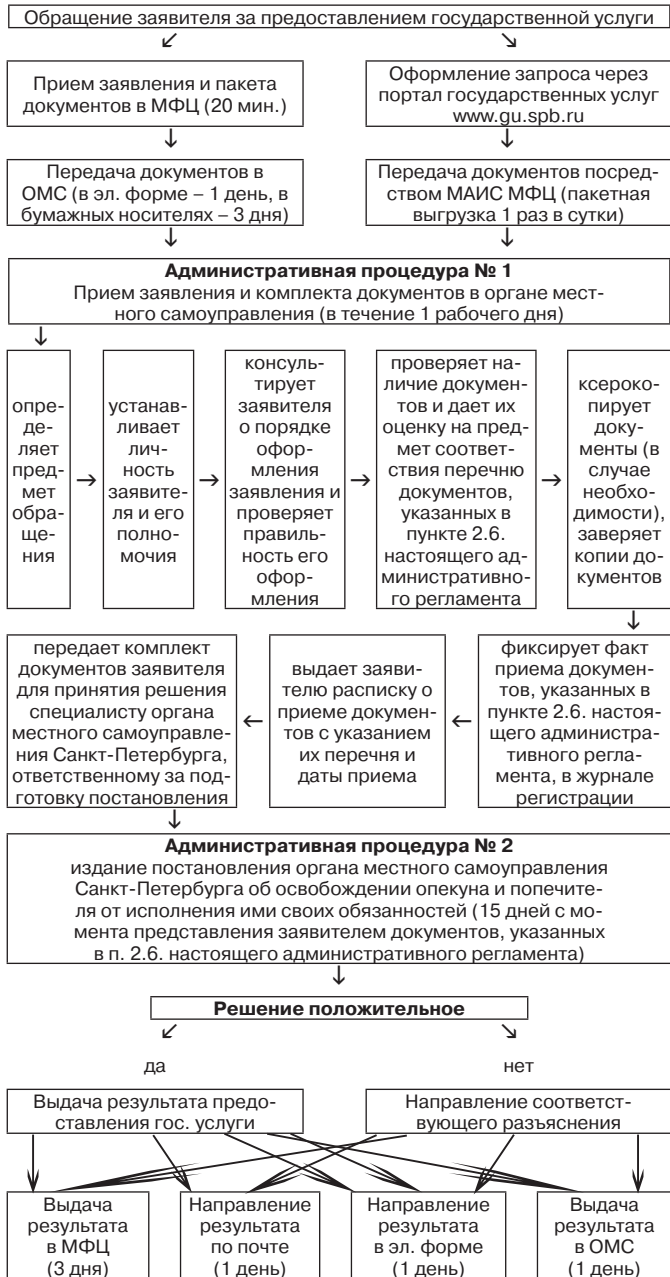 Обращение заявителя за предоставлением государственной услуги
Прием заявления и пакета
документов в МФЦ (20 мин.)
Оформление запроса через
портал государственных услуг
www.gu.spb.ru
Передача документов в
ОМС (в эл. форме – 1 день, в
бумажных носителях – 3 дня)
Передача документов посред-
ством МАИС МФЦ (пакетная
выгрузка 1 раз в сутки)
Административная процедура № 1
Прием заявления и комплекта документов в органе мест-
ного самоуправления (в течение 1 рабочего дня)
опре-
де-
ляет
пред-
мет
обра-
щения
устанав-
ливает
лич-
ность
заявите-
ля и его
полно-
мочия
консуль-
тирует
заявителя
о порядке
офор-
мления
заявления и
проверяет
правиль-
ность его
офор-
мления
проверяет на-
личие докумен-
тов и дает их
оценку на пред-
мет соответ-
ствия перечню
документов,
указанных в
пункте 2.6.
настоящего ад-
министративно-
го регламента
ксероко-
пирует
доку-
менты (в
случае
необхо-
димости),
заверяет
копии до-
кументов
фиксирует факт
приема докумен-
тов, указанных в
пункте 2.6. настоя-
щего администра-
тивного регла-
мента, в журнале
регистрации
выдает заяви-
телю расписку о
приеме докумен-
тов с указанием
их перечня и
даты приема
передает комплект
документов заявителя
для принятия решения
специалисту органа
местного самоуправле-
ния Санкт-Петербурга,
ответственному за под-
готовку постановления
Административная процедура № 2
издание постановления органа местного самоуправления
Санкт-Петербурга об освобождении опекуна и попечите-
ля от исполнения ими своих обязанностей (15 дней с мо-
мента представления заявителем документов, указанных
в п. 2.6. настоящего административного регламента)
Решение положительное
да
нет
Выдача результата предо-
ставления гос. услуги
Направление соответст-
вующего разъяснения
Выдача
результата
в МФЦ
(3 дня)
Направление
результата
по почте
(1 день)
Направление
результата
в эл. форме
(1 день)
Выдача
результата
в ОМС
(1 день)